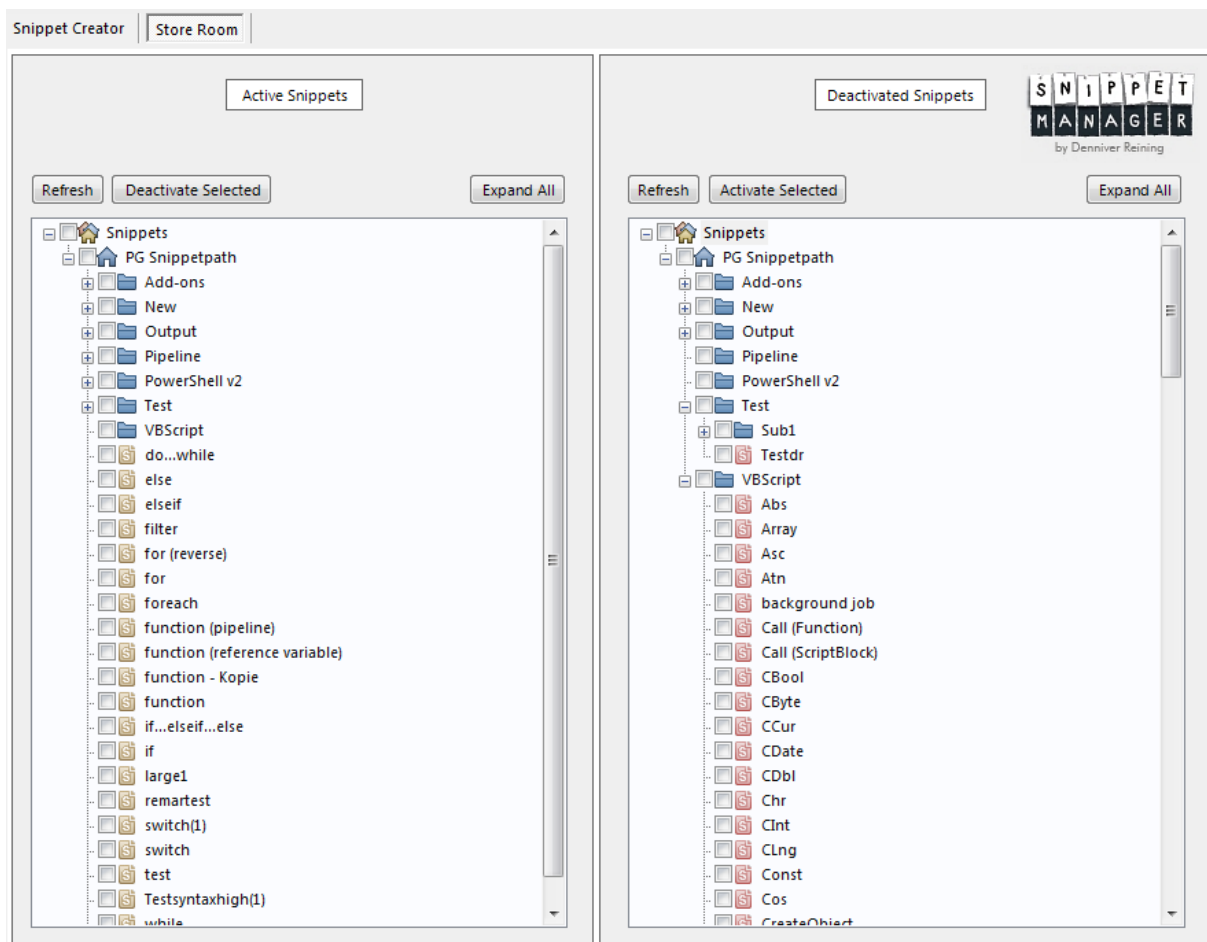 Snippet Creator
Store Room
Active Snippets
Refresh
Deactivate Selected
Expand All
Snippets
PG Snippetpath
Add-ons
New
Output
Pipeline
PowerShell v2
Test
VBScript
do...while
else
elseif
filter
for (reverse)
for
foreach
function (pipeline)
function (reference variable)
function - Kopie
function
if...elseif...else
if
large1
remartest
switch(1)
switch
test
Testsyntaxhigh(1)
while
Deactivated Snippets
SNIPPET
MANAGER
by Denniver Reining
Refresh
Activate Selected
Expand All
Snippets
PG Snippetpath
Add-ons
New
Output
Pipeline
PowerShell v2
Test
Sub1
Testdr
VBScript
Abs
Array
Asc
Atn
background job
Call (Function)
Call (ScriptBlock)
CBool
CByte
CCur
CDate
CDbl
Chr
CInt
CLng
Const
Cos
CreateObject